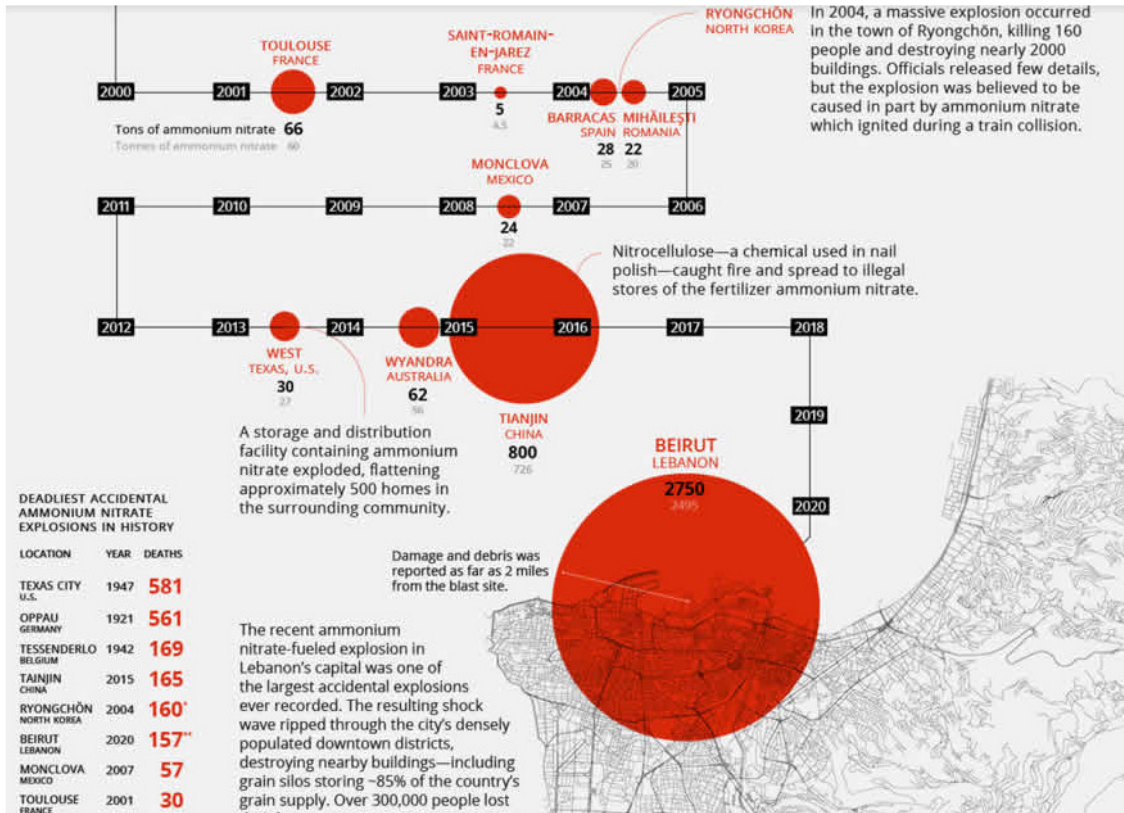 RYONGCHŎN
NORTH KOREA
In 2004, a massive explosion occurred
in the town of Ryongchŏn, killing 160
people and destroying nearly 2000
buildings. Officials released few details,
but the explosion was believed to be
caused in part by ammonium nitrate
which ignited during a train collision.
TOULOUSE
FRANCE
SAINT-ROMAIN-
EN-JAREZ
FRANCE
2000 2001 2002 2003 2004 2005
5
4.5
BARRACAS
SPAIN
28
25
MIHĂILEȘTI
ROMANIA
22
20
Tons of ammonium nitrate 66
Tonnes of ammonium nitrate 60
MONCLOVA
MEXICO
2011 2010 2009 2008 2007 2006
24
22
Nitrocellulose—a chemical used in nail
polish—caught fire and spread to illegal
stores of the fertilizer ammonium nitrate.
2012 2013 2014 2015 2016 2017 2018
WEST
TEXAS, U.S.
30
27
WYANDRA
AUSTRALIA
62
56
TIANJIN
CHINA
800
726
2019
A storage and distribution
facility containing ammonium
nitrate exploded, flattening
approximately 500 homes in
the surrounding community.
BEIRUT
LEBANON
2750
2495
2020
Damage and debris was
reported as far as 2 miles
from the blast site.
DEADLIEST ACCIDENTAL
AMMONIUM NITRATE
EXPLOSIONS IN HISTORY
LOCATION YEAR DEATHS
TEXAS CITY 1947 581
U.S.
OPPAU 1921 561
GERMANY
TESSENDERLO 1942 169
BELGIUM
TAINJIN 2015 165
CHINA
RYONGCHŎN 2004 160*
NORTH KOREA
BEIRUT 2020 157**
LEBANON
MONCLOVA 2007 57
MEXICO
TOULOUSE 2001 30
FRANCE
The recent ammonium
nitrate-fueled explosion in
Lebanon's capital was one of
the largest accidental explosions
ever recorded. The resulting shock
wave ripped through the city's densely
populated downtown districts,
destroying nearby buildings—including
grain silos storing ~85% of the country's
grain supply. Over 300,000 people lost